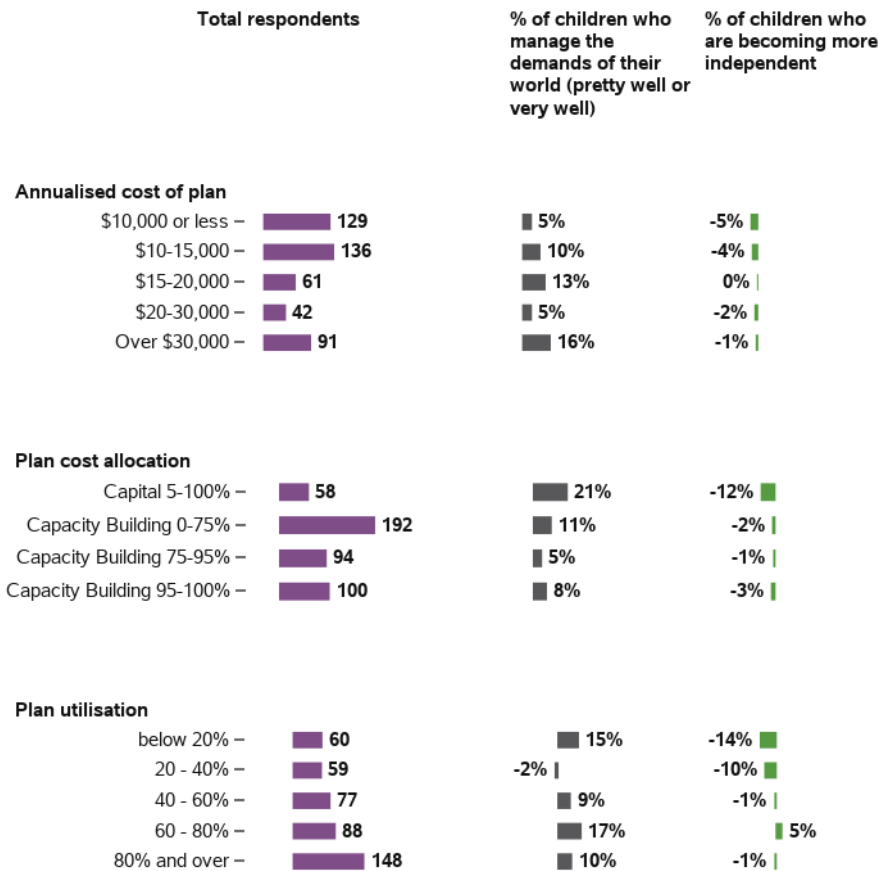 Total respondents
% of children who
manage the
demands of their
world (pretty well or
very well)
% of children who
are becoming more
independent
Annualised cost of plan
$10,000 or less – 129 5% -5%
$10-15,000 – 136 10% -4%
$15-20,000 – 61 13% 0%
$20-30,000 – 42 5% -2%
Over $30,000 – 91 16% -1%
Plan cost allocation
Capital 5-100% – 58 21% -12%
Capacity Building 0-75% – 192 11% -2%
Capacity Building 75-95% – 94 5% -1%
Capacity Building 95-100% – 100 8% -3%
Plan utilisation
below 20% – 60 15% -14%
20 - 40% – 59 -2% -10%
40 - 60% – 77 9% -1%
60 - 80% – 88 17% 5%
80% and over – 148 10% -1%